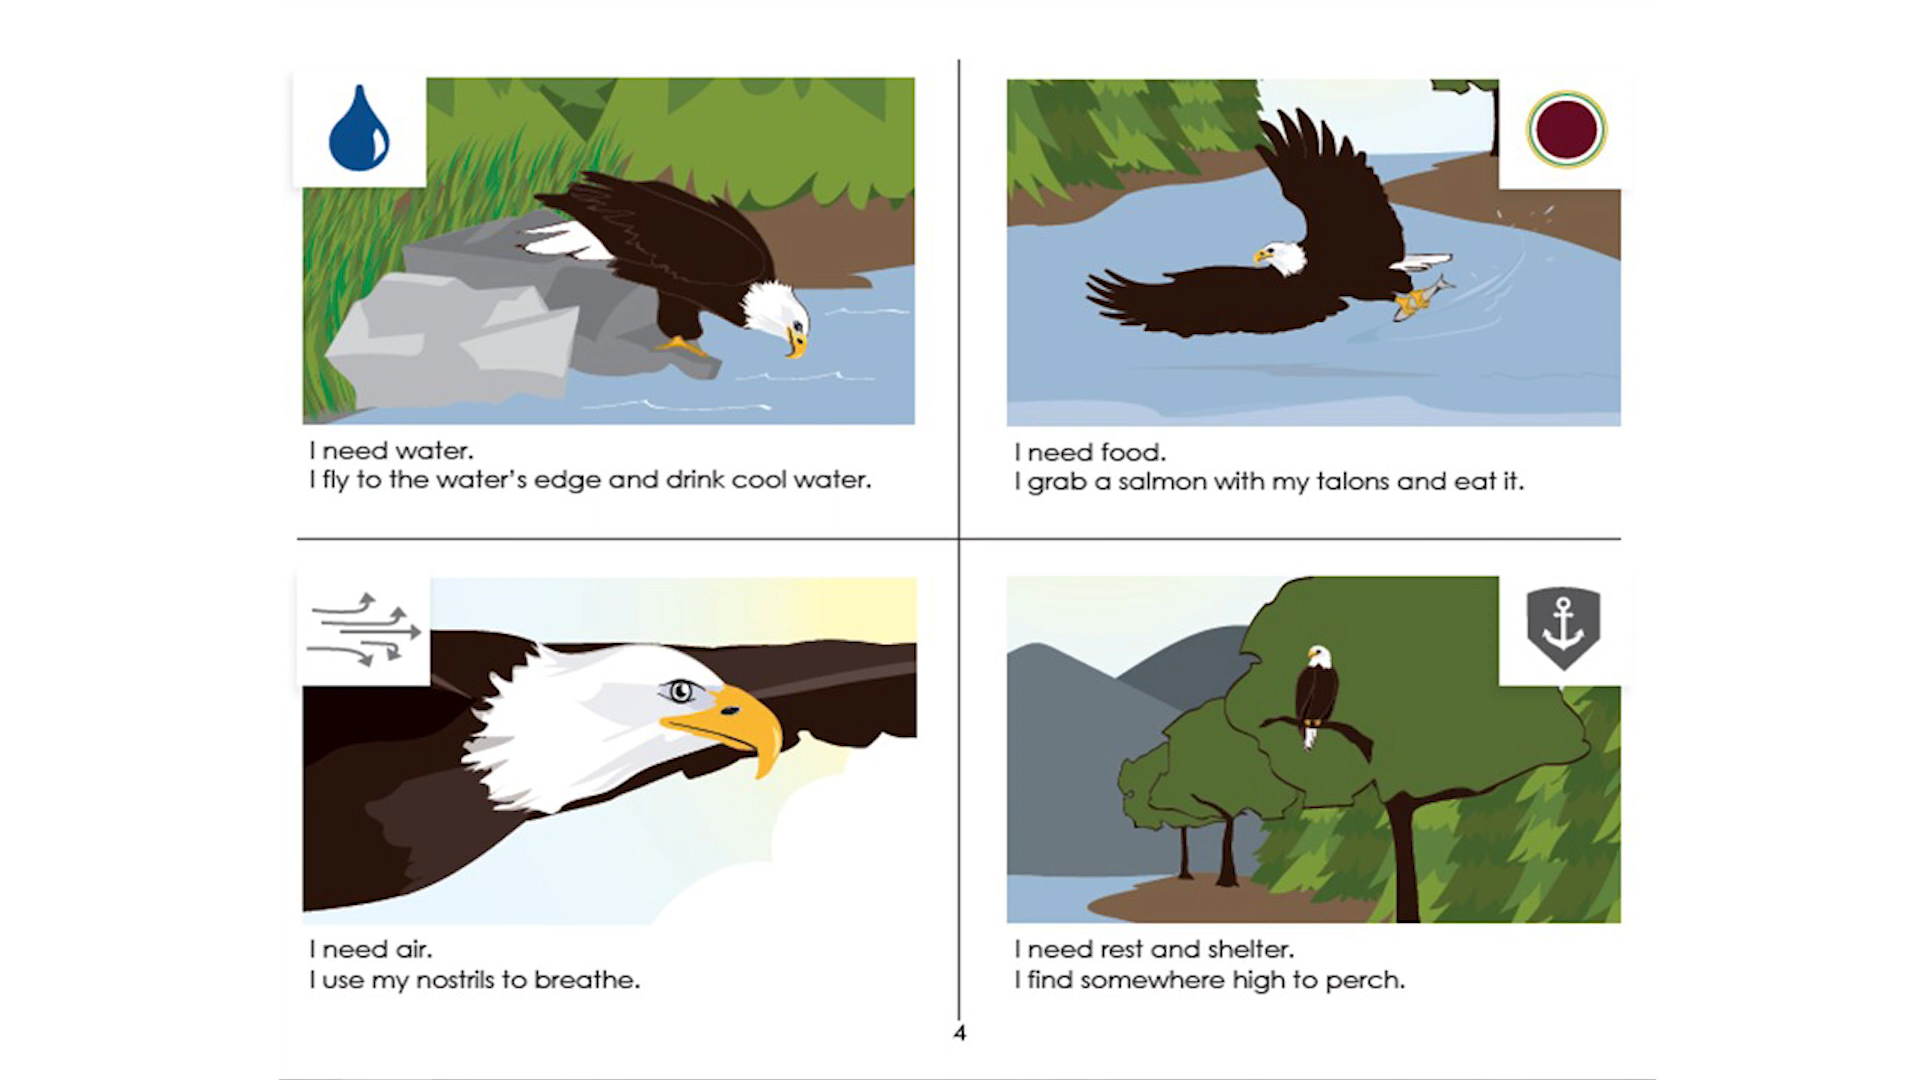 I need water.
I fly to the water's edge and drink cool water.
I need food.
I grab a salmon with my talons and eat it.
I need air.
I use my nostrils to breathe.
I need rest and shelter.
I find somewhere high to perch.
4